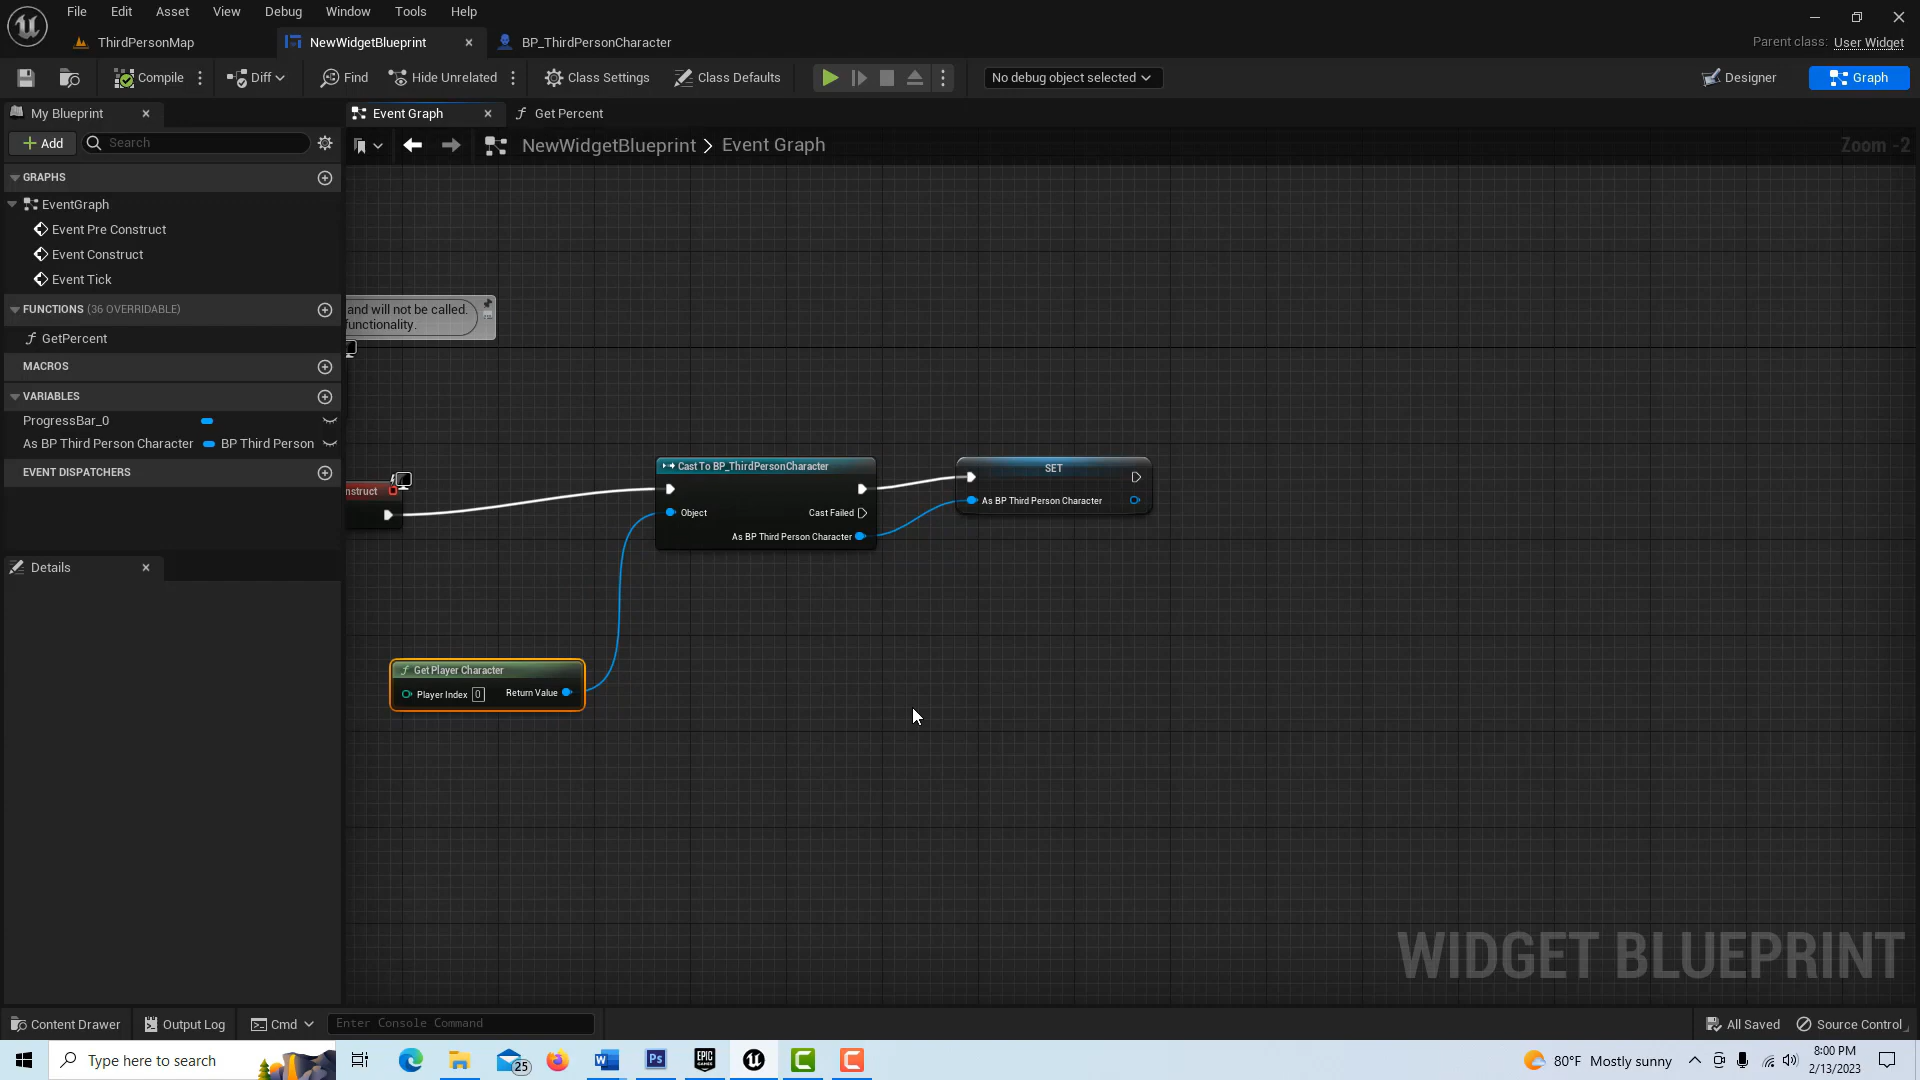 File Edit Asset View Debug Window Tools Help
ThirdPersonMap NewWidgetBlueprint BP_ThirdPersonCharacter
Parent class: User Widget
Compile Diff Find Hide Unrelated Class Settings Class Defaults No debug object selected Designer Graph
My Blueprint Event Graph Get Percent
Add Search NewWidgetBlueprint > Event Graph Zoom -2
GRAPHS
EventGraph
Event Pre Construct
Event Construct
Event Tick
FUNCTIONS (36 OVERRIDABLE)
GetPercent
MACROS
VARIABLES
ProgressBar_0
As BP Third Person Character BP Third Person
EVENT DISPATCHERS
Details
and will not be called.
functionality.
nstruct
Cast To BP_ThirdPersonCharacter
Object Cast Failed
As BP Third Person Character
SET
As BP Third Person Character
Get Player Character
Player Index 0 Return Value
WIDGET BLUEPRINT
Content Drawer Output Log Cmd Enter Console Command All Saved Source Control
Type here to search 25 EPIC GAMES 80°F Mostly sunny 8:00 PM
2/13/2023